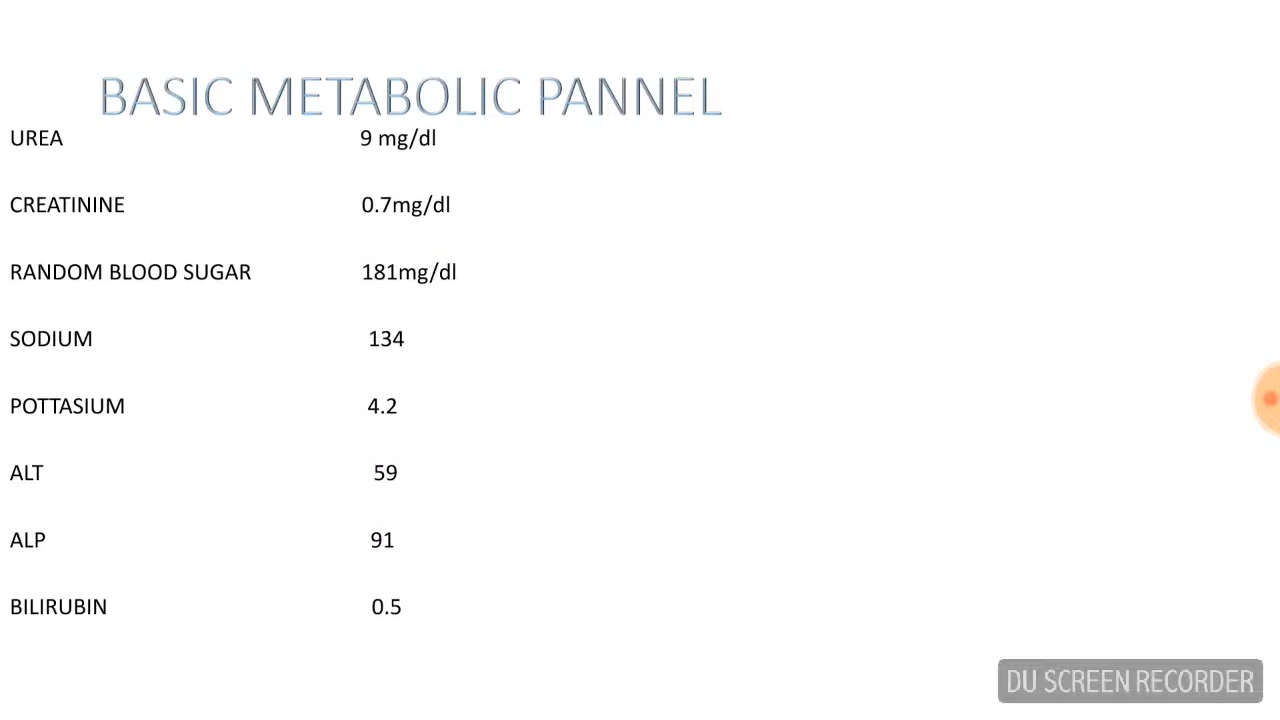 BASIC METABOLIC PANNEL
UREA 9 mg/dl
CREATININE 0.7mg/dl
RANDOM BLOOD SUGAR 181mg/dl
SODIUM 134
POTTASIUM 4.2
ALT 59
ALP 91
BILIRUBIN 0.5
DU SCREEN RECORDER